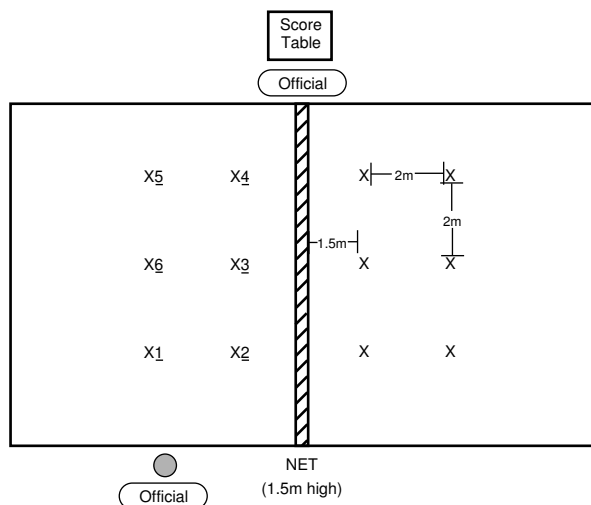 Score
Table
Official
X5 X4 X 2m X
2m
1.5m
X6 X3 X X
X1 X2 X X
NET
(1.5m high)
Official